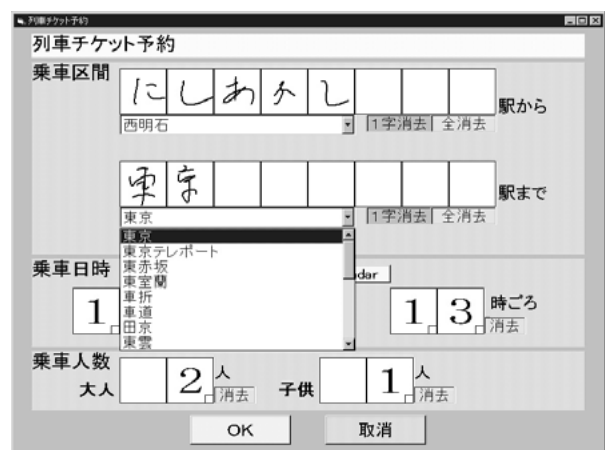 列車チケット予約
列車チケット予約
乗車区間
にしあかし
駅から
西明石
1字消去 全消去
東京
駅まで
東京
1字消去 全消去
東京
東京テレポート
東赤坂
東室蘭
車折
車道
田京
東雲
乗車日時
dar
1
13
時ごろ
消去
乗車人数
大人
2
人
消去
子供
1
人
消去
OK
取消